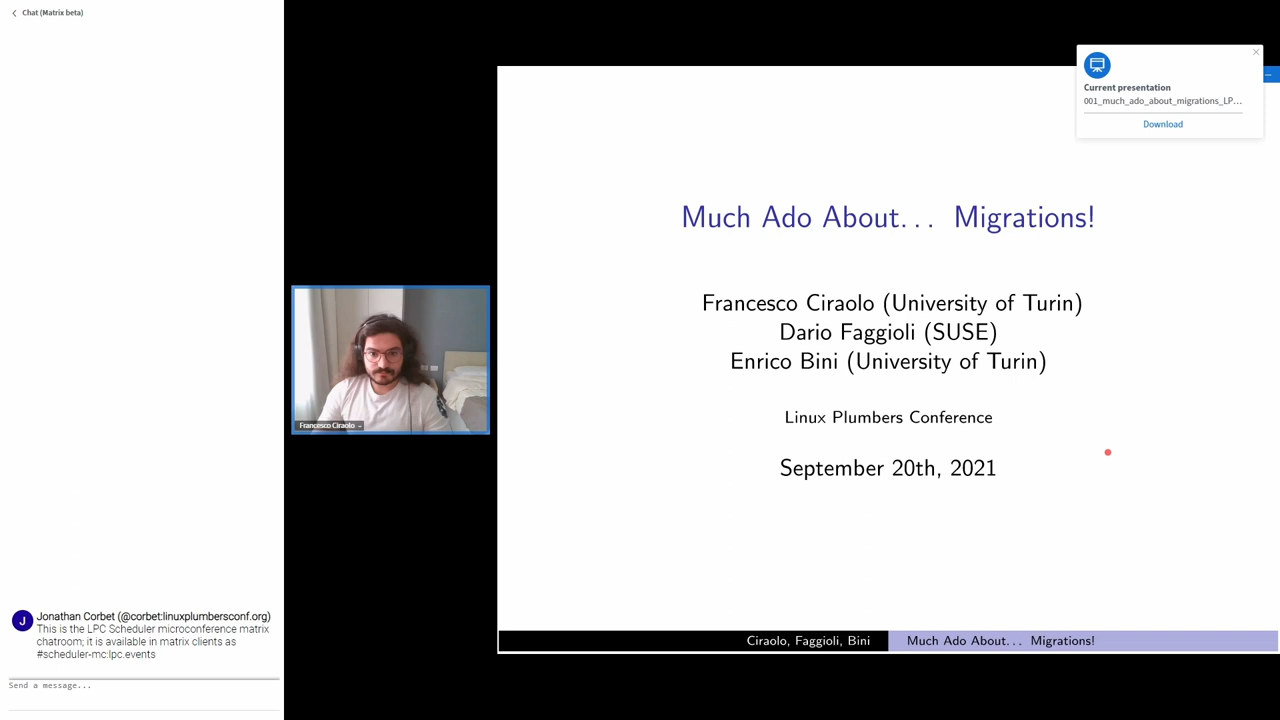 Chat (Matrix beta)
Current presentation
001_much_ado_about_migrations_LP...
Download
Much Ado About... Migrations!
Francesco Ciraolo (University of Turin)
Dario Faggioli (SUSE)
Enrico Bini (University of Turin)
Linux Plumbers Conference
September 20th, 2021
Francesco Ciraolo
J
Jonathan Corbet (@corbet:linuxplumbersconf.org)
This is the LPC Scheduler microconference matrix
chatroom; it is available in matrix clients as
#scheduler-mc:lpc.events
Send a message...
Ciraolo, Faggioli, Bini
Much Ado About... Migrations!